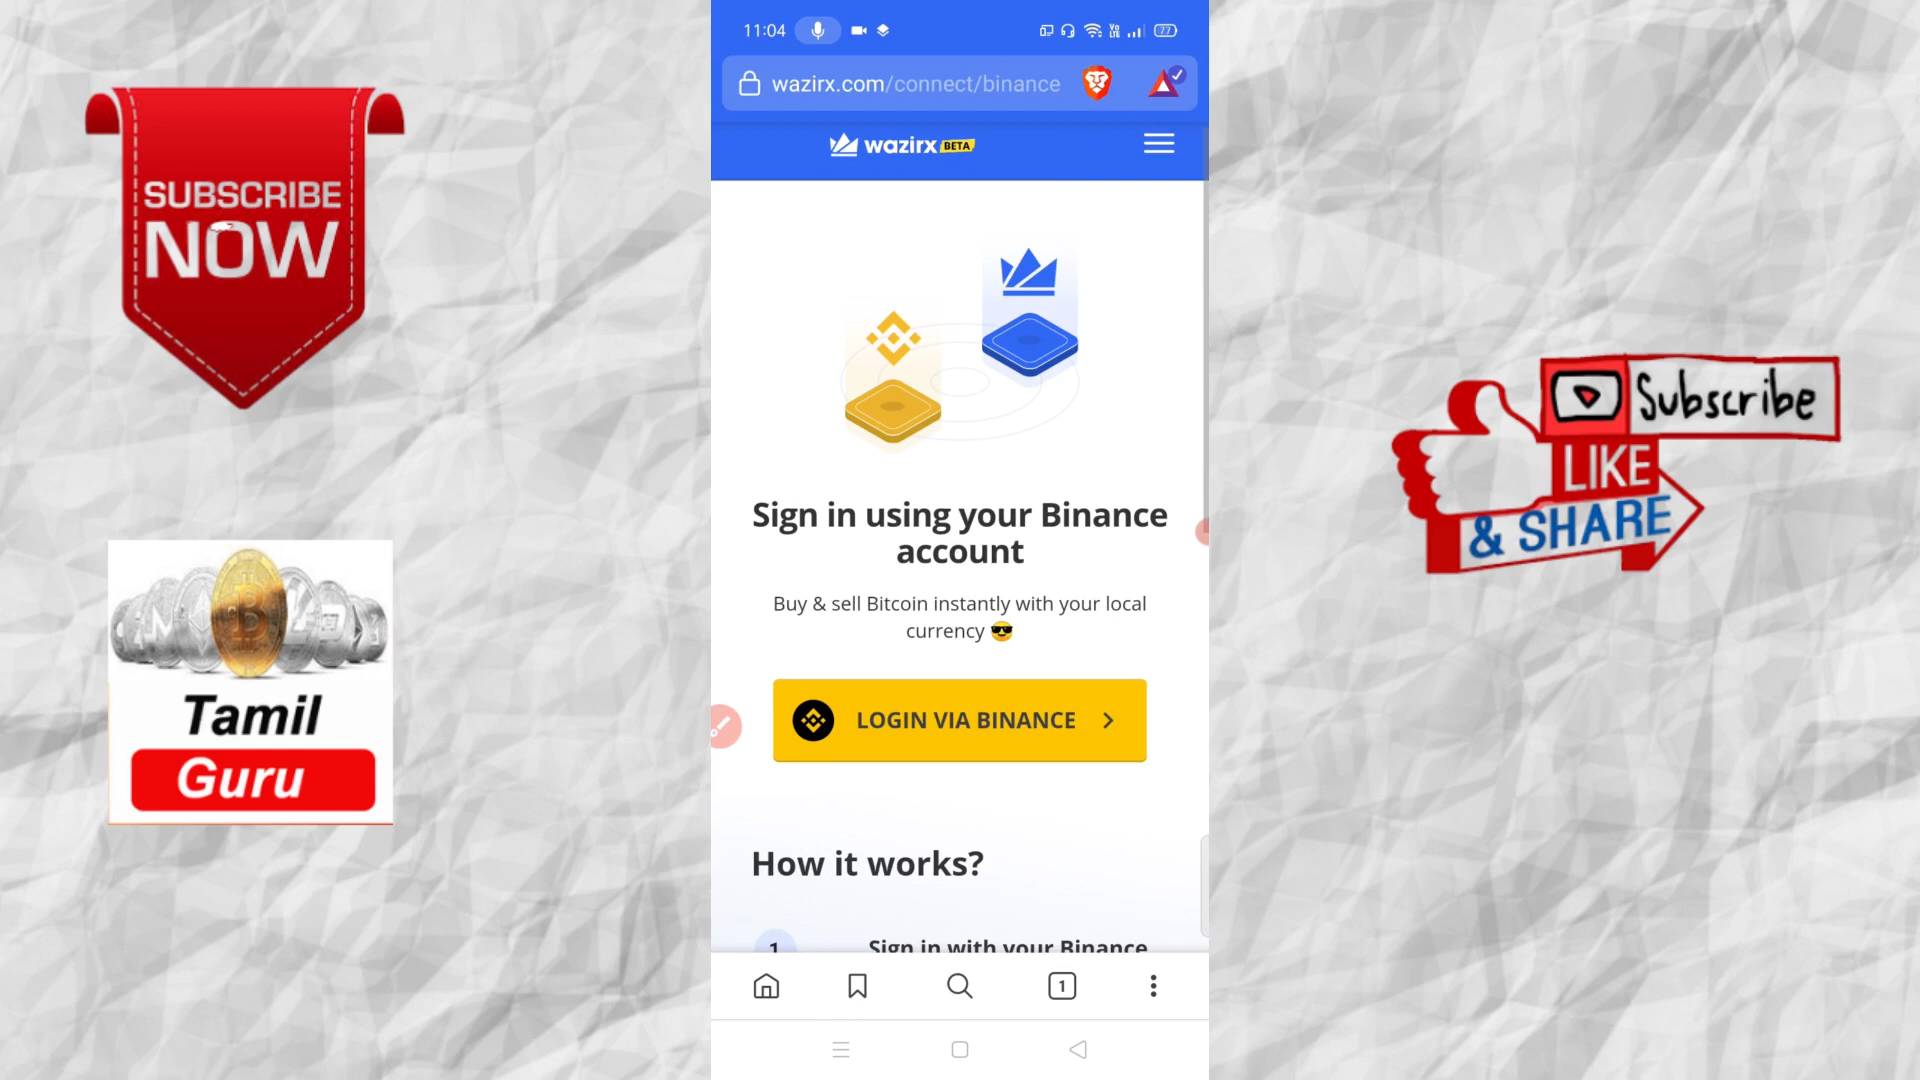 SUBSCRIBE
NOW
Tamil
Guru
11:04
77
wazirx.com/connect/binance
wazirx BETA
Sign in using your Binance
account
Buy & sell Bitcoin instantly with your local
currency 😎
LOGIN VIA BINANCE
How it works?
1
Sign in with your Binance
1
Subscribe
LIKE
& SHARE